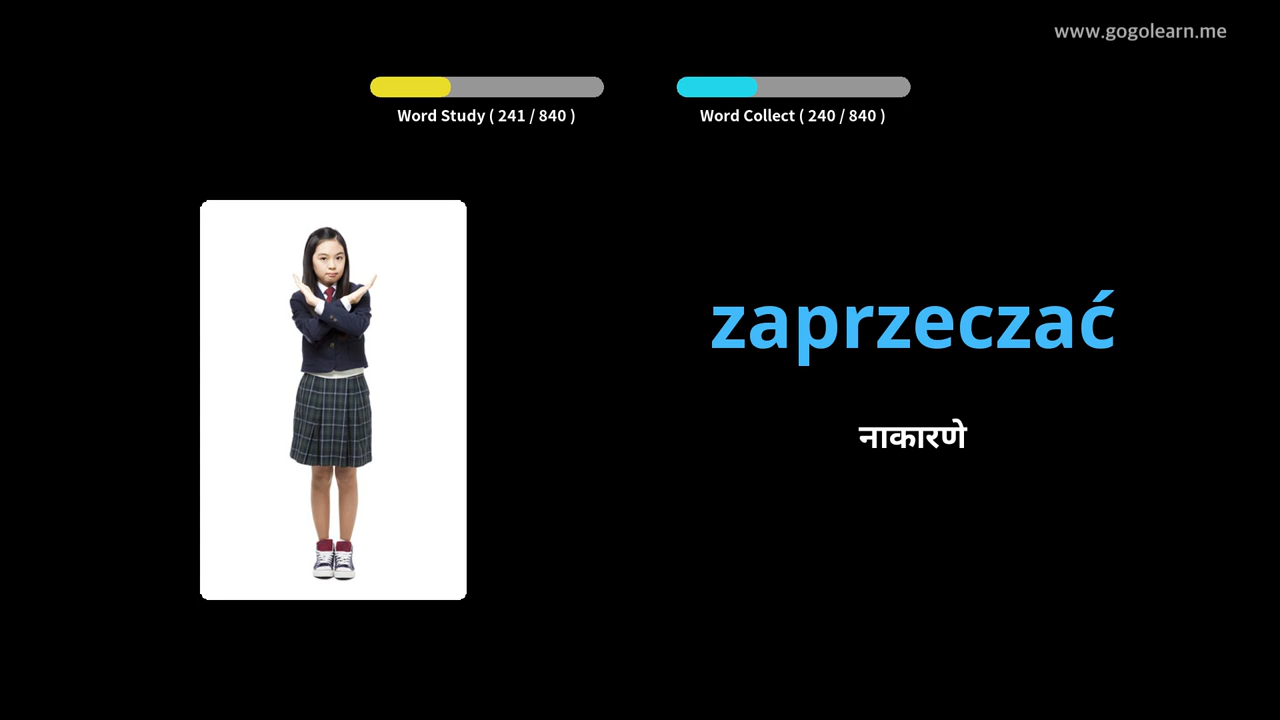 www.gogolearn.me
Word Study ( 241 / 840 )
Word Collect ( 240 / 840 )
zaprzeczać
नाकारणे